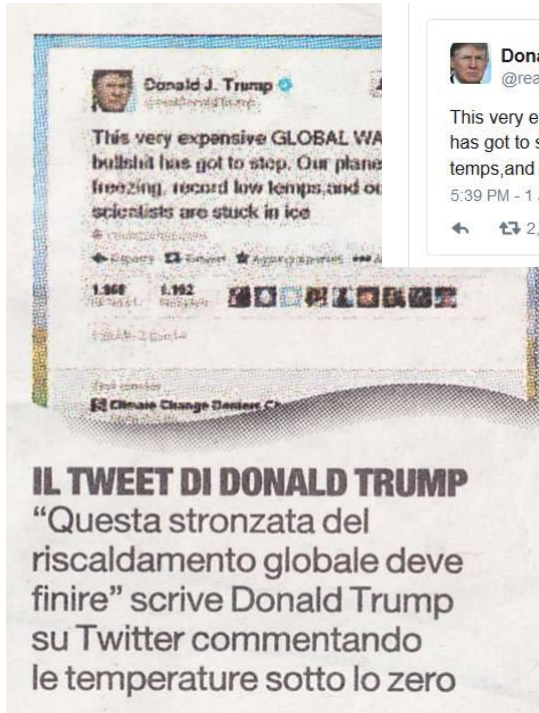 Donald J. Trump
This very expensive GLOBAL WA
bullshit has got to stop. Our plane
freezing, record low temps,and ou
scientists are stuck in ice
1.192
Climate Change Deniers
Dona
@rea
This very e
has got to s
temps,and
5:39 PM - 1
2,
IL TWEET DI DONALD TRUMP
“Questa stronzata del
riscaldamento globale deve
finire” scrive Donald Trump
su Twitter commentando
le temperature sotto lo zero